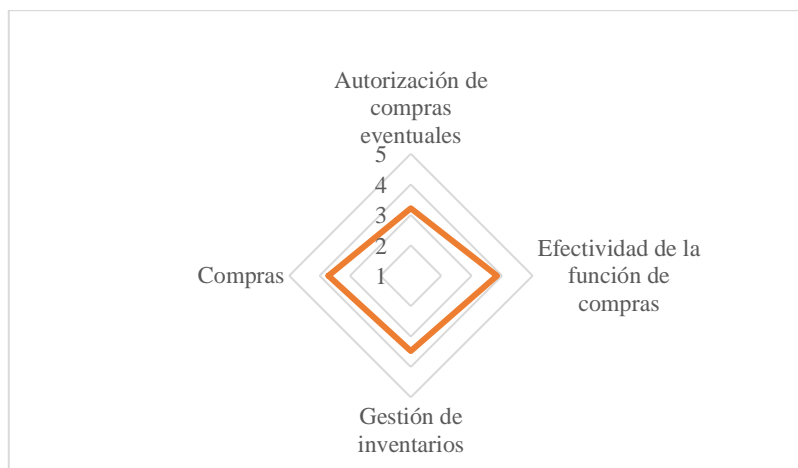 Autorización de
compras
eventuales
5
4
3
2
1
Efectividad de la
función de
compras
Compras
Gestión de
inventarios